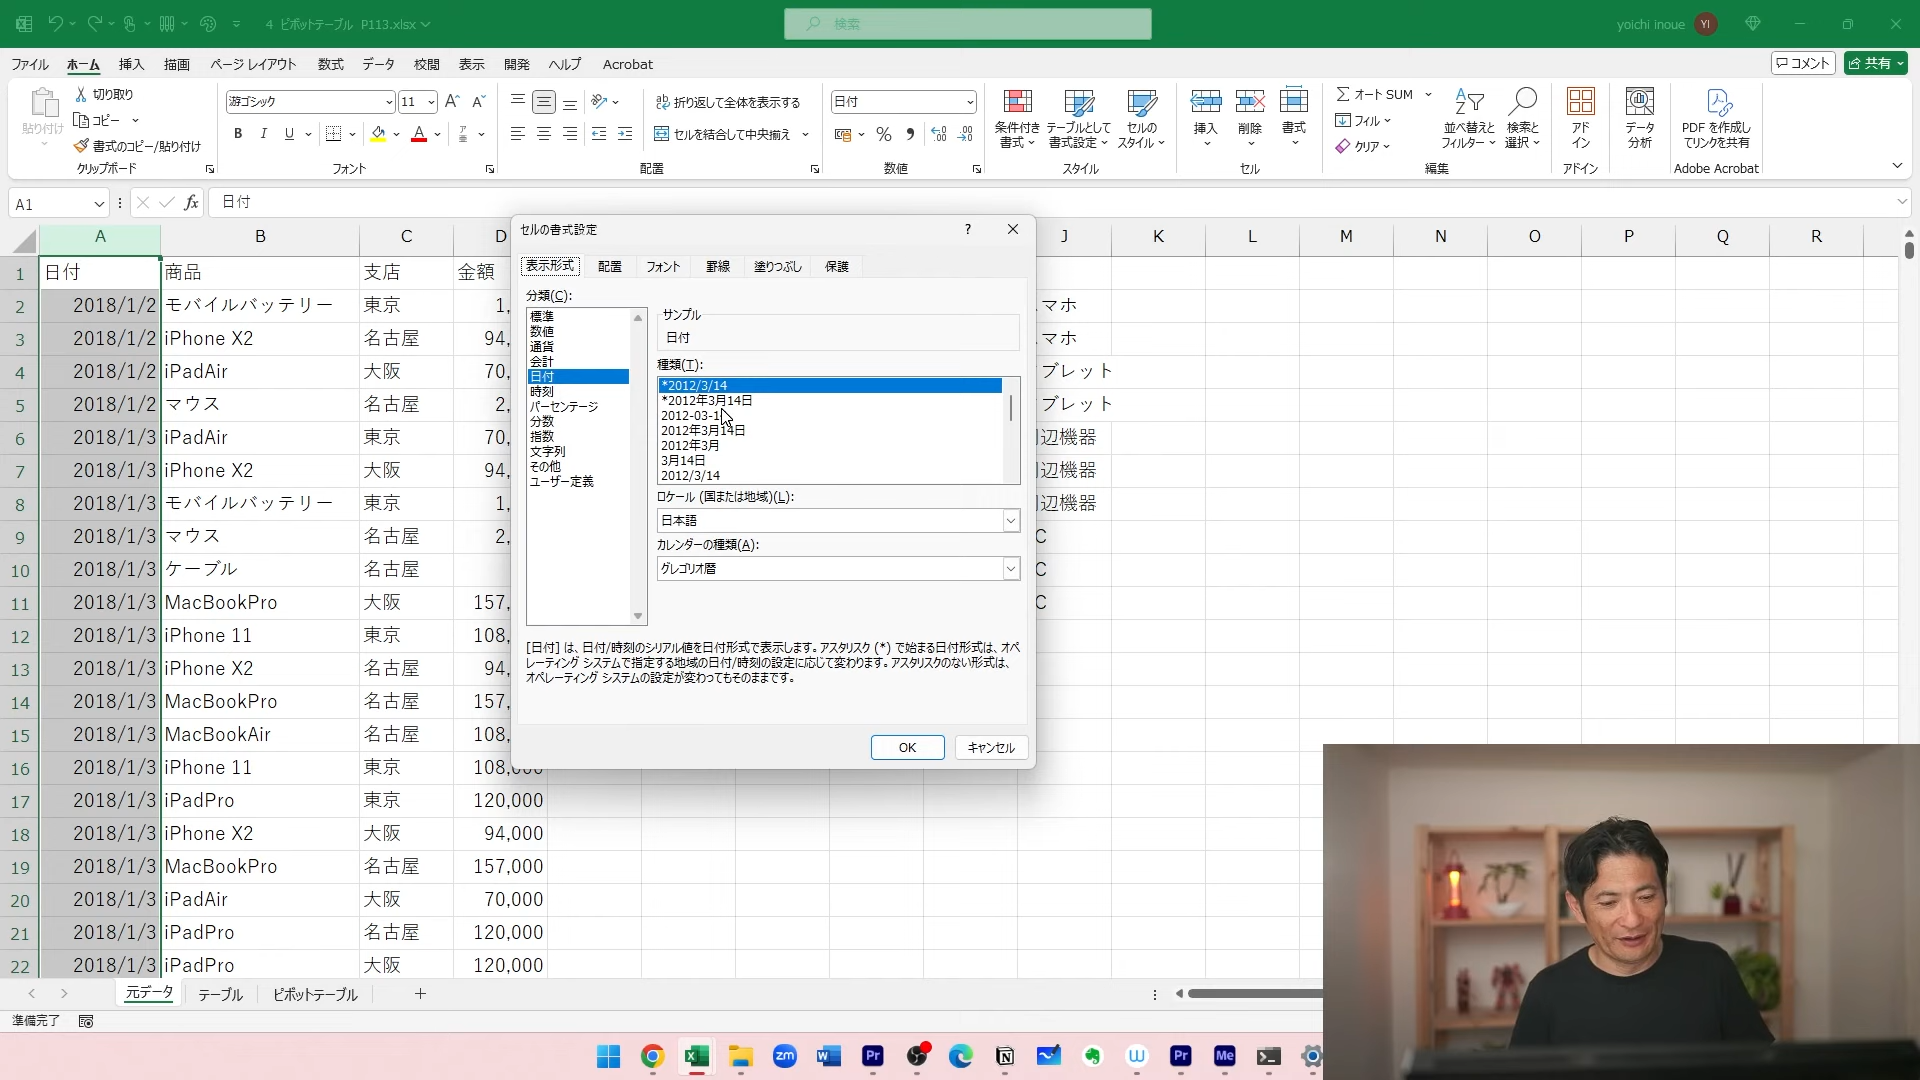 4 ピボットテーブル P113.xlsx
検索
yoichi inoue YI
ファイル ホーム 挿入 描画 ページ レイアウト 数式 データ 校閲 表示 開発 ヘルプ Acrobat
コメント 共有
貼り付け 切り取り
コピー
書式のコピー/貼り付け
クリップボード
游ゴシック 11
B I U
フォント
折り返して全体を表示する
セルを結合して中央揃え
配置
日付
数値
条件付き書式 テーブルとして書式設定 セルのスタイル
スタイル
挿入 削除 書式
セル
オート SUM
フィル
クリア
並べ替えとフィルター 検索と選択
編集
アドイン
アドイン
データ分析
PDF を作成してリンクを共有
Adobe Acrobat
A1 fx 日付
A B C D J K L M N O P Q R
1 日付 商品 支店 金額
2 2018/1/2 モバイルバッテリー 東京 1, マホ
3 2018/1/2 iPhone X2 名古屋 94, マホ
4 2018/1/2 iPadAir 大阪 70, ブレット
5 2018/1/2 マウス 名古屋 2, ブレット
6 2018/1/3 iPadAir 東京 70, 辺機器
7 2018/1/3 iPhone X2 大阪 94, 辺機器
8 2018/1/3 モバイルバッテリー 東京 1, 辺機器
9 2018/1/3 マウス 名古屋 2, C
10 2018/1/3 ケーブル 名古屋 C
11 2018/1/3 MacBookPro 大阪 157, C
12 2018/1/3 iPhone 11 東京 108,
13 2018/1/3 iPhone X2 名古屋 94,
14 2018/1/3 MacBookPro 名古屋 157,
15 2018/1/3 MacBookAir 名古屋 108,
16 2018/1/3 iPhone 11 東京 108,000
17 2018/1/3 iPadPro 東京 120,000
18 2018/1/3 iPhone X2 大阪 94,000
19 2018/1/3 MacBookPro 名古屋 157,000
20 2018/1/3 iPadAir 大阪 70,000
21 2018/1/3 iPadPro 名古屋 120,000
22 2018/1/3 iPadPro 大阪 120,000
セルの書式設定 ?
表示形式 配置 フォント 罫線 塗りつぶし 保護
分類(C):
標準
数値
通貨
会計
日付
時刻
パーセンテージ
分数
指数
文字列
その他
ユーザー定義
サンプル
日付
種類(T):
*2012/3/14
*2012年3月14日
2012-03-1
2012年3月14日
2012年3月
3月14日
2012/3/14
ロケール (国または地域)(L):
日本語
カレンダーの種類(A):
グレゴリオ暦
[日付] は、日付/時刻のシリアル値を日付形式で表示します。アスタリスク (*) で始まる日付形式は、オペ
レーティング システムで指定する地域の日付/時刻の設定に応じて変わります。アスタリスクのない形式は、
オペレーティング システムの設定が変わってもそのままです。
OK キャンセル
元データ テーブル ピボットテーブル
準備完了
zm W Pr N W Pr Me